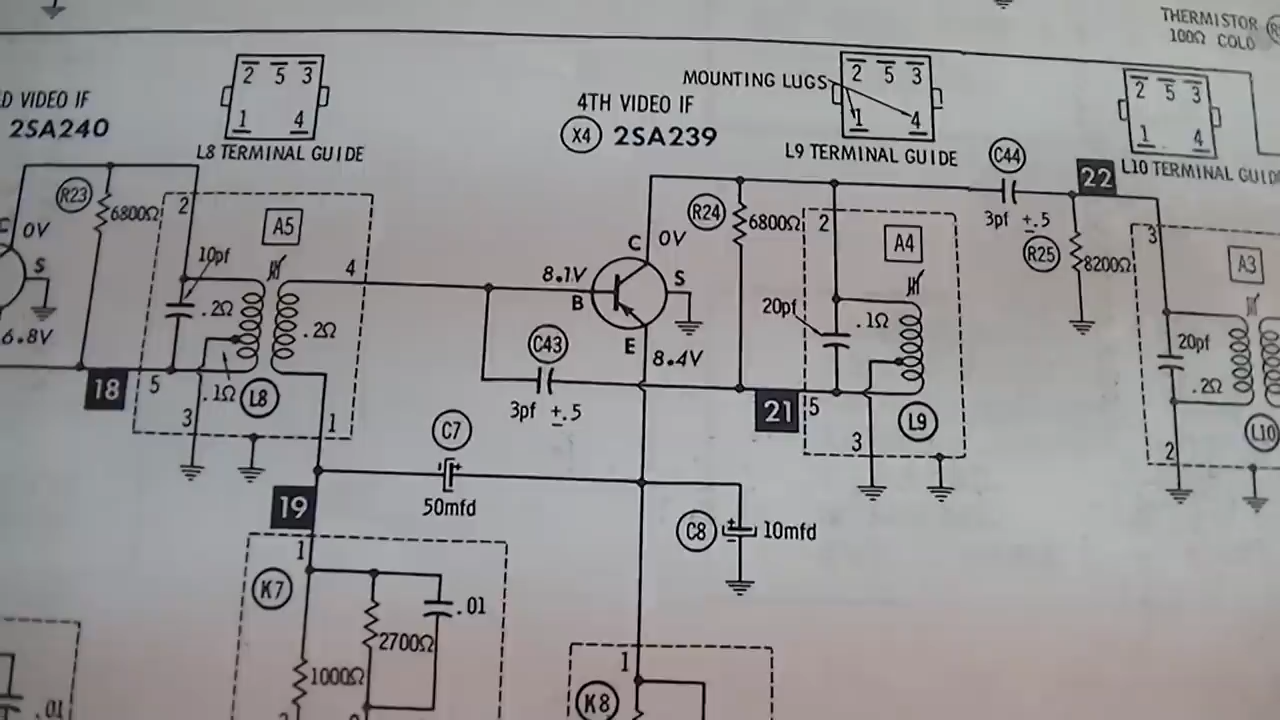 THERMISTOR
100Ω COLD
2 5 3
1 4
L8 TERMINAL GUIDE
D VIDEO IF
2SA240
4TH VIDEO IF
X4 2SA239
MOUNTING LUGS
2 5 3
1 4
L9 TERMINAL GUIDE
2 5 3
1 4
L10 TERMINAL GUID
C44
3pf ±.5
22
R23
6800Ω
0V
S
6.8V
2
A5
10pf
.2Ω
.2Ω
4
18
5
.1Ω
L8
3
1
8.1V
B
C
0V
S
E
8.4V
C43
3pf ±.5
R24
6800Ω
2
A4
20pf
.1Ω
21
5
L9
3
R25
8200Ω
3
A3
20pf
.2Ω
L10
2
C7
50mfd
19
C8
10mfd
1
K7
.01
2700Ω
1000Ω
1
K8
.01